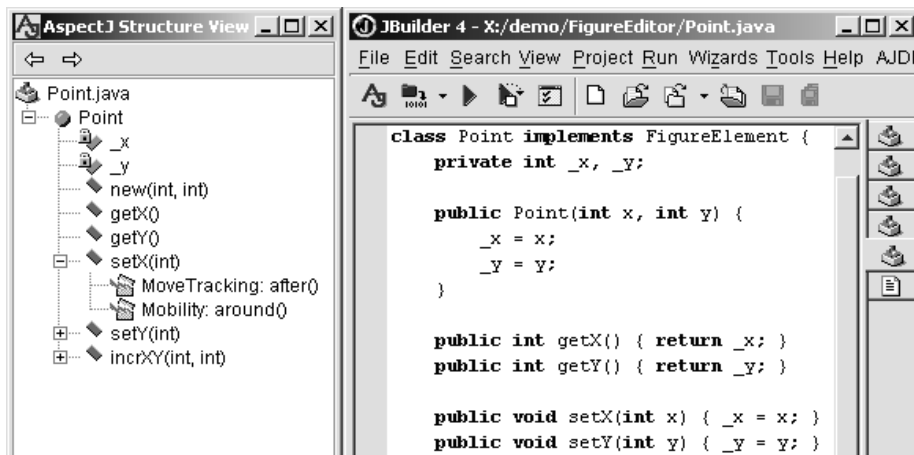 AspectJ Structure View
Point.java
Point
_x
_y
new(int, int)
getX()
getY()
setX(int)
MoveTracking: after()
Mobility: around()
setY(int)
incrXY(int, int)
JBuilder 4 - X:/demo/FigureEditor/Point.java
File Edit Search View Project Run Wizards Tools Help
class Point implements FigureElement {
private int _x, _y;
public Point(int x, int y) {
_x = x;
_y = y;
}
public int getX() { return _x; }
public int getY() { return _y; }
public void setX(int x) { _x = x; }
public void setY(int y) { _y = y; }